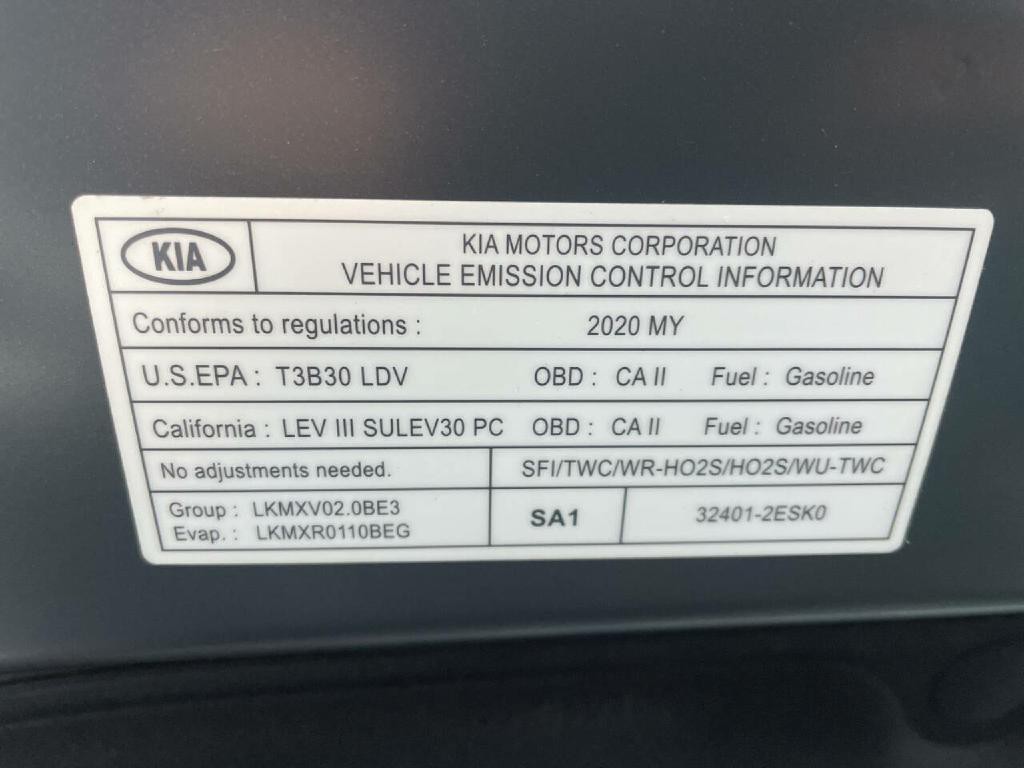 KIA
KIA MOTORS CORPORATION
VEHICLE EMISSION CONTROL INFORMATION
Conforms to regulations : 2020 MY
U.S.EPA : T3B30 LDV OBD : CA II Fuel : Gasoline
California : LEV III SULEV30 PC OBD : CA II Fuel : Gasoline
No adjustments needed. SFI/TWC/WR-HO2S/HO2S/WU-TWC
Group : LKMXV02.0BE3
Evap. : LKMXR0110BEG
SA1
32401-2ESK0